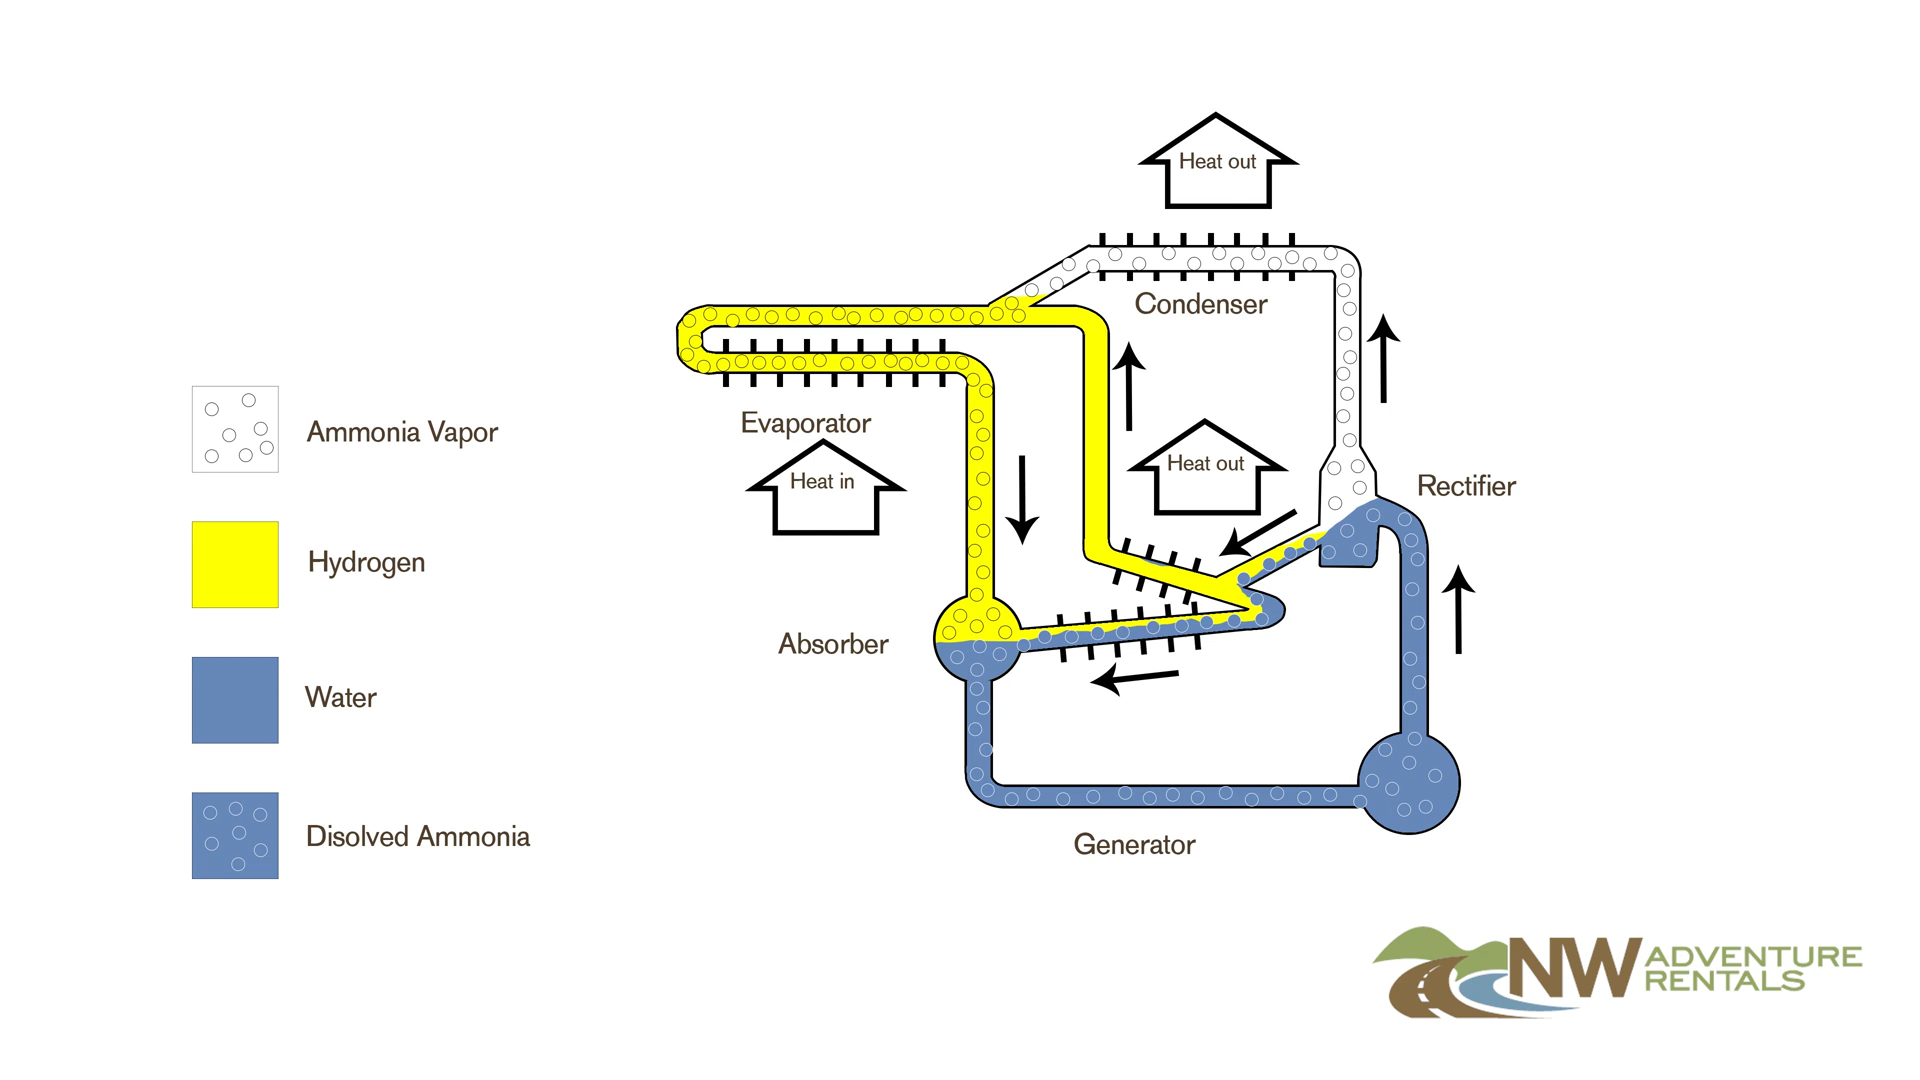 Heat out
Condenser
Evaporator
Heat in
Heat out
Rectifier
Absorber
Generator
Ammonia Vapor
Hydrogen
Water
Disolved Ammonia
NW ADVENTURE
RENTALS